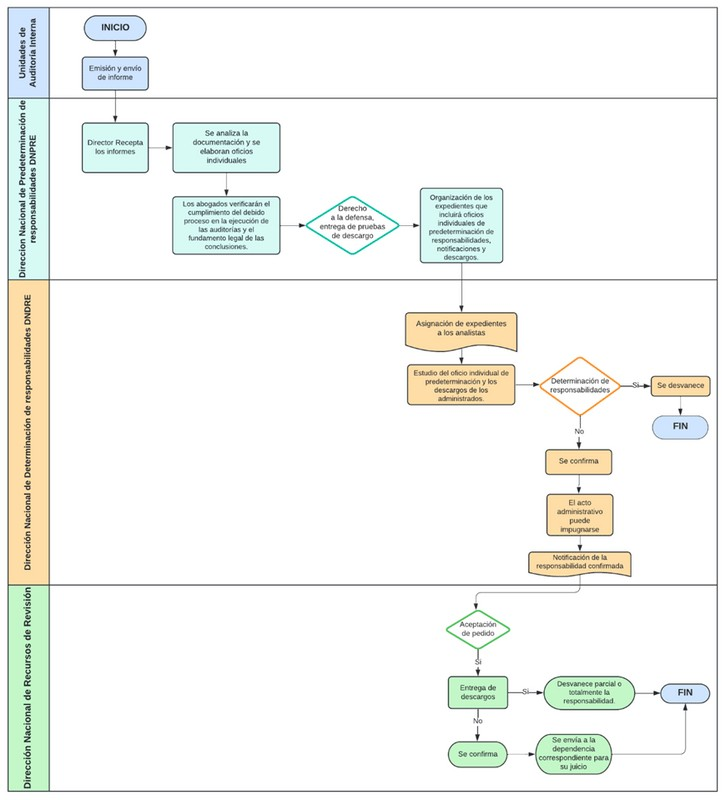 Unidades de
Auditoría Interna
INICIO
Emisión y envío
de informe
Direccion Nacional de Predeterminación de
responsabilidades DNPRE
Director Recepta
los informes
Se analiza la
documentación y se
elaboran oficios
individuales
Los abogados verificarán el
cumplimiento del debido
proceso en la ejecución de
las auditorías y el
fundamento legal de las
conclusiones.
Derecho
a la defensa,
entrega de pruebas
de descargo
Organización de los
expedientes que
incluirá oficios
individuales de
predeterminación de
responsabilidades,
notificaciones y
descargos.
Dirección Nacional de Determinación de responsabilidades DNDRE
Asignación de expedientes
a los analistas
Estudio del oficio individual de
predeterminación y los
descargos de los
administrados.
Determinación de
responsabilidades
Si
Se desvanece
FIN
No
Se confirma
El acto
administrativo
puede
impugnarse
Notificación de la
responsabilidad confirmada
Dirección Nacional de Recursos de Revisión
Aceptación
de pedido
Si
Entrega de
descargos
Si
Desvanece parcial o
totalmente la
responsabilidad.
FIN
No
Se confirma
Se envía a la
dependencia
correspondiente para
su juicio